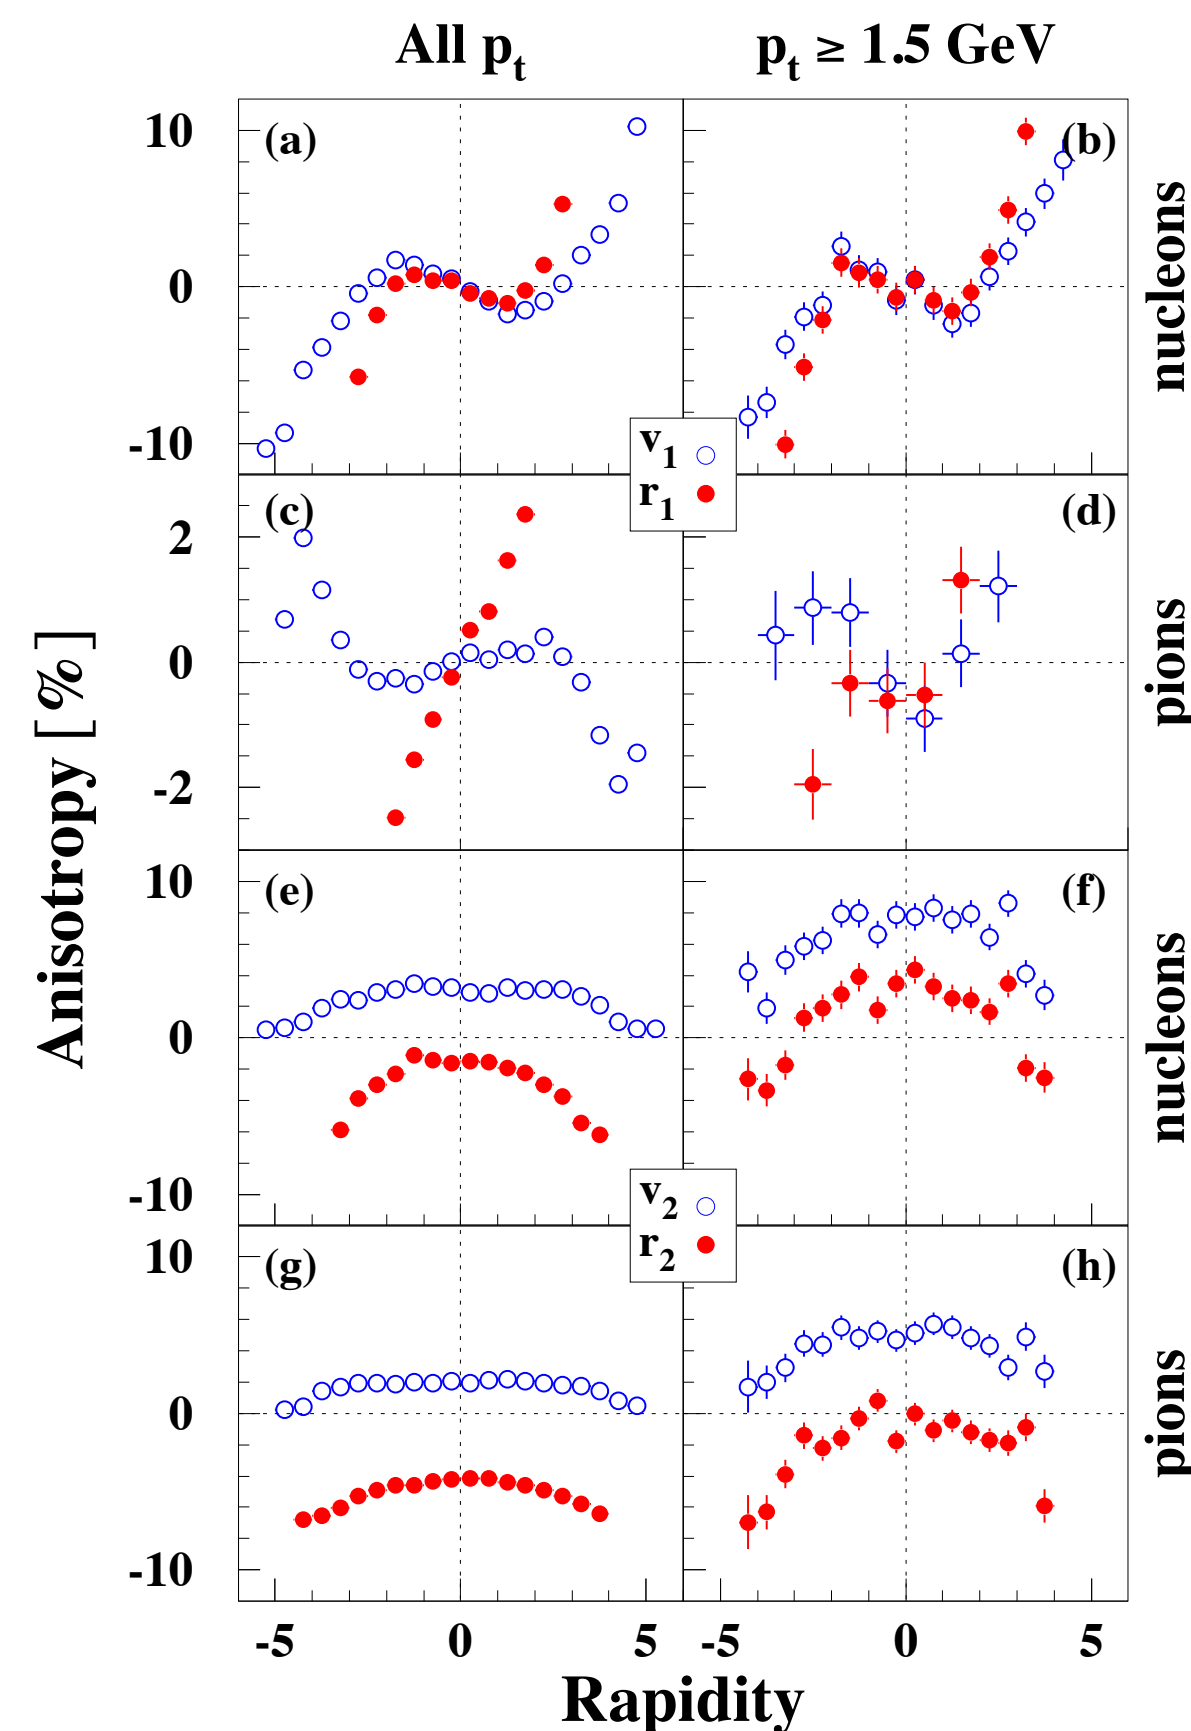 All pt pt ≥ 1.5 GeV
10 (a) (b)
0
-10
nucleons
v1
r1
2 (c) (d)
0
-2
pions
Anisotropy [%]
10 (e) (f)
0
-10
nucleons
v2
r2
10 (g) (h)
0
-10
pions
-5 0 5 -5 0 5
Rapidity